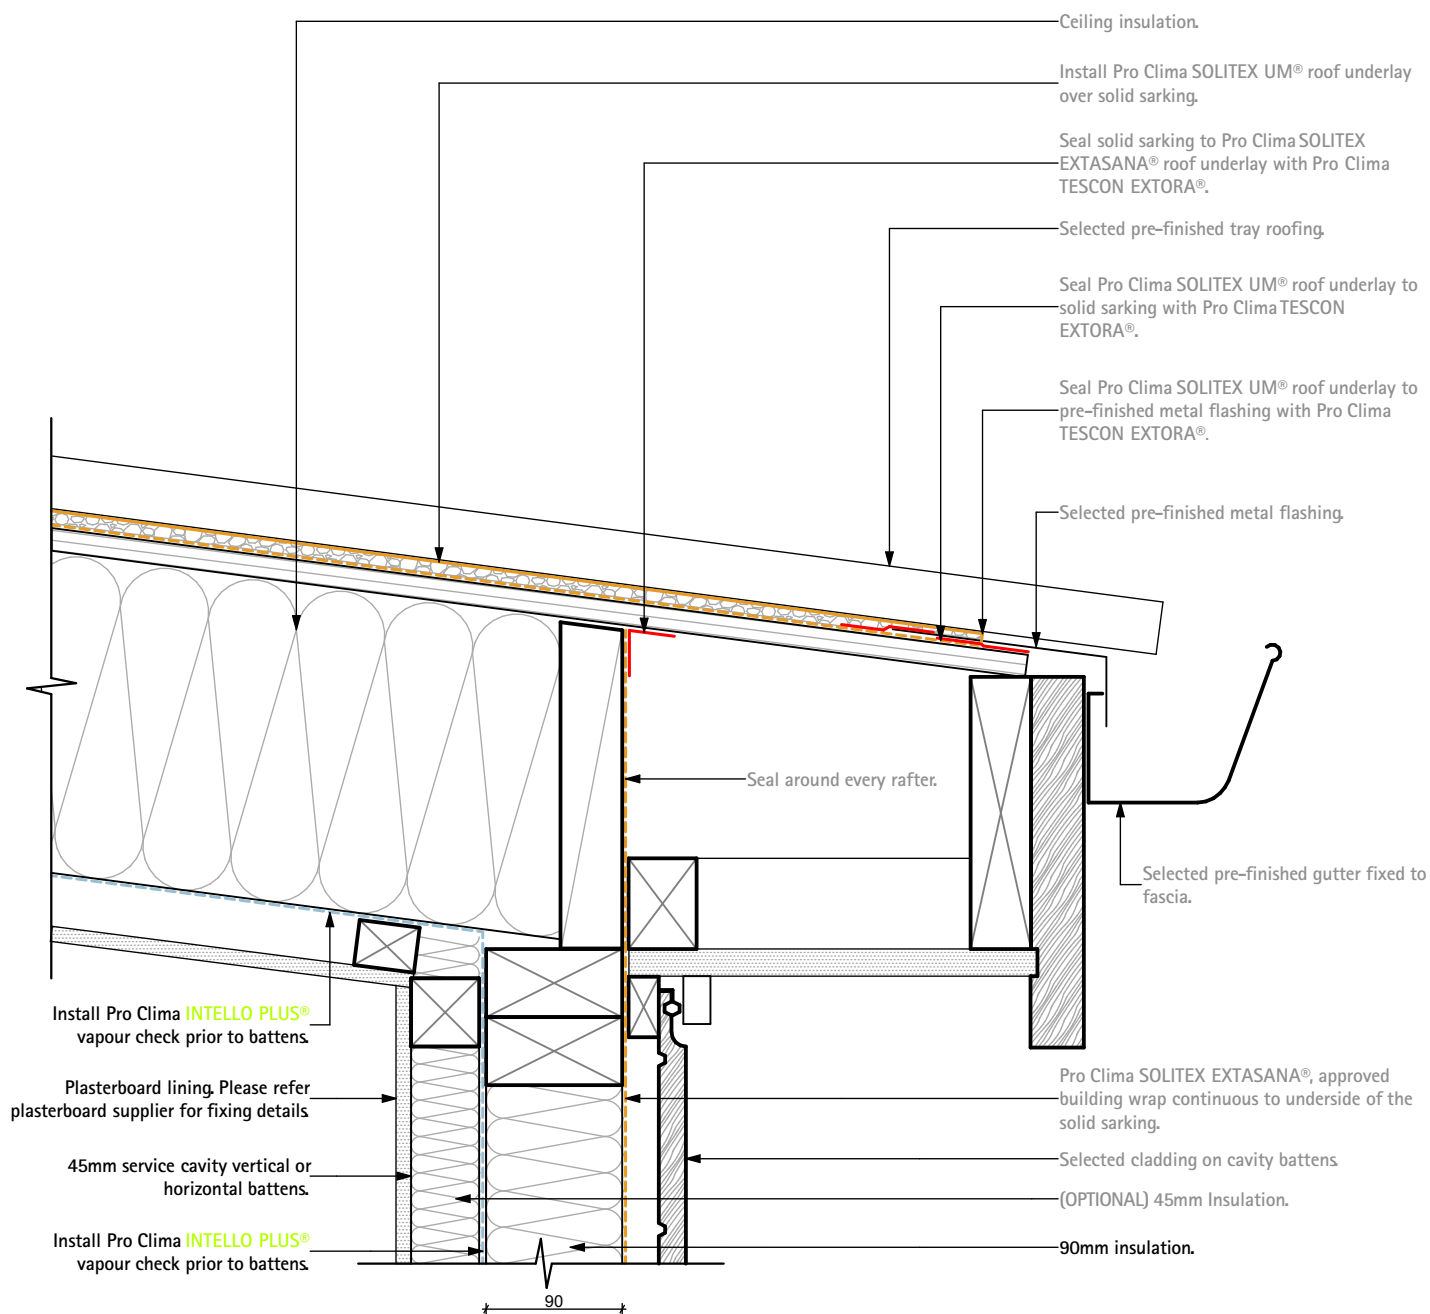 Ceiling insulation.
Install Pro Clima SOLITEX UM® roof underlay
over solid sarking.
Seal solid sarking to Pro Clima SOLITEX
EXTASANA® roof underlay with Pro Clima
TESCON EXTORA®.
Selected pre-finished tray roofing.
Seal Pro Clima SOLITEX UM® roof underlay to
solid sarking with Pro Clima TESCON
EXTORA®.
Seal Pro Clima SOLITEX UM® roof underlay to
pre-finished metal flashing with Pro Clima
TESCON EXTORA®.
Selected pre-finished metal flashing.
Seal around every rafter.
Selected pre-finished gutter fixed to
fascia.
Install Pro Clima INTELLO PLUS®
vapour check prior to battens.
Plasterboard lining. Please refer
plasterboard supplier for fixing details.
45mm service cavity vertical or
horizontal battens.
Install Pro Clima INTELLO PLUS®
vapour check prior to battens.
Pro Clima SOLITEX EXTASANA®, approved
building wrap continuous to underside of the
solid sarking.
Selected cladding on cavity battens.
(OPTIONAL) 45mm Insulation.
90mm insulation.
90